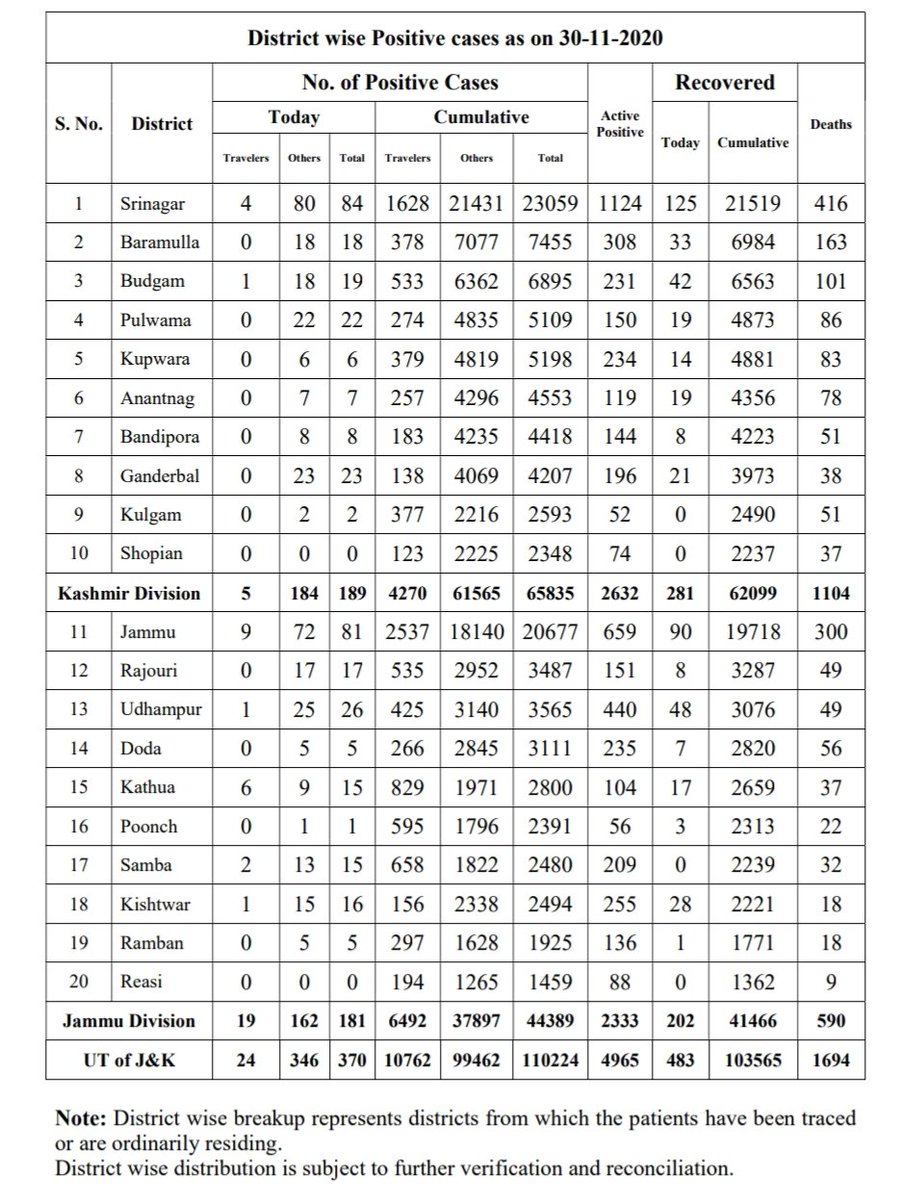 District wise Positive cases as on 30-11-2020
S. No. District No. of Positive Cases Active Positive Recovered Deaths
Today Cumulative Today Cumulative
Travelers Others Total Travelers Others Total
1 Srinagar 4 80 84 1628 21431 23059 1124 125 21519 416
2 Baramulla 0 18 18 378 7077 7455 308 33 6984 163
3 Budgam 1 18 19 533 6362 6895 231 42 6563 101
4 Pulwama 0 22 22 274 4835 5109 150 19 4873 86
5 Kupwara 0 6 6 379 4819 5198 234 14 4881 83
6 Anantnag 0 7 7 257 4296 4553 119 19 4356 78
7 Bandipora 0 8 8 183 4235 4418 144 8 4223 51
8 Ganderbal 0 23 23 138 4069 4207 196 21 3973 38
9 Kulgam 0 2 2 377 2216 2593 52 0 2490 51
10 Shopian 0 0 0 123 2225 2348 74 0 2237 37
Kashmir Division 5 184 189 4270 61565 65835 2632 281 62099 1104
11 Jammu 9 72 81 2537 18140 20677 659 90 19718 300
12 Rajouri 0 17 17 535 2952 3487 151 8 3287 49
13 Udhampur 1 25 26 425 3140 3565 440 48 3076 49
14 Doda 0 5 5 266 2845 3111 235 7 2820 56
15 Kathua 6 9 15 829 1971 2800 104 17 2659 37
16 Poonch 0 1 1 595 1796 2391 56 3 2313 22
17 Samba 2 13 15 658 1822 2480 209 0 2239 32
18 Kishtwar 1 15 16 156 2338 2494 255 28 2221 18
19 Ramban 0 5 5 297 1628 1925 136 1 1771 18
20 Reasi 0 0 0 194 1265 1459 88 0 1362 9
Jammu Division 19 162 181 6492 37897 44389 2333 202 41466 590
UT of J&K 24 346 370 10762 99462 110224 4965 483 103565 1694
Note: District wise breakup represents districts from which the patients have been traced
or are ordinarily residing.
District wise distribution is subject to further verification and reconciliation.